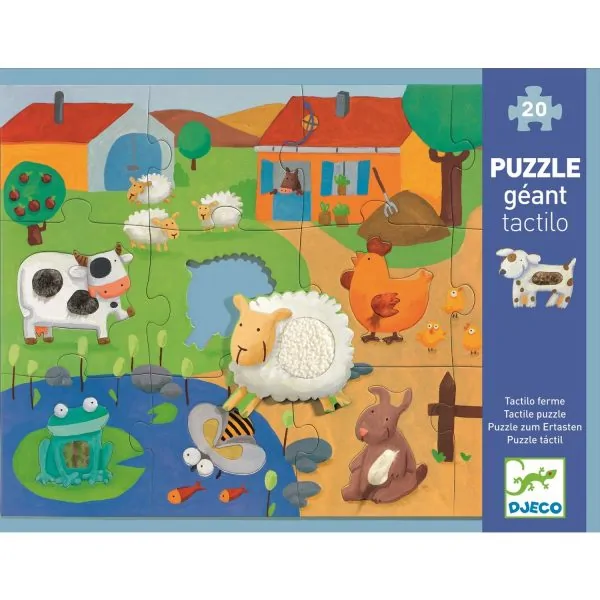 20
PUZZLE
géant
tactilo
Tactilo ferme
Tactile puzzle
Puzzle zum Ertasten
Puzzle táctil
DJECO